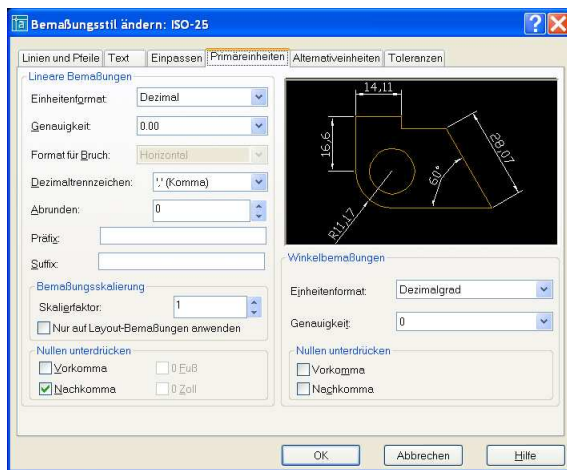 Bemaßungsstil ändern: ISO-25
Linien und Pfeile Text Einpassen Primäreinheiten Alternativeinheiten Toleranzen
Lineare Bemaßungen
Einheitenformat: Dezimal
Genauigkeit 0.00
Format für Bruch: Horizontal
Dezimaltrennzeichen: ',' (Komma)
Abrunden: 0
Präfix:
Suffix:
Bemaßungsskalierung
Skalierfaktor: 1
Nur auf Layout-Bemaßungen anwenden
Nullen unterdrücken
Vorkomma 0 Fuß
Nachkomma 0 Zoll
14,11
16,6
28,07
60°
R11,17
Winkelbemaßungen
Einheitenformat: Dezimalgrad
Genauigkeit: 0
Nullen unterdrücken
Vorkomma
Nachkomma
OK Abbrechen Hilfe